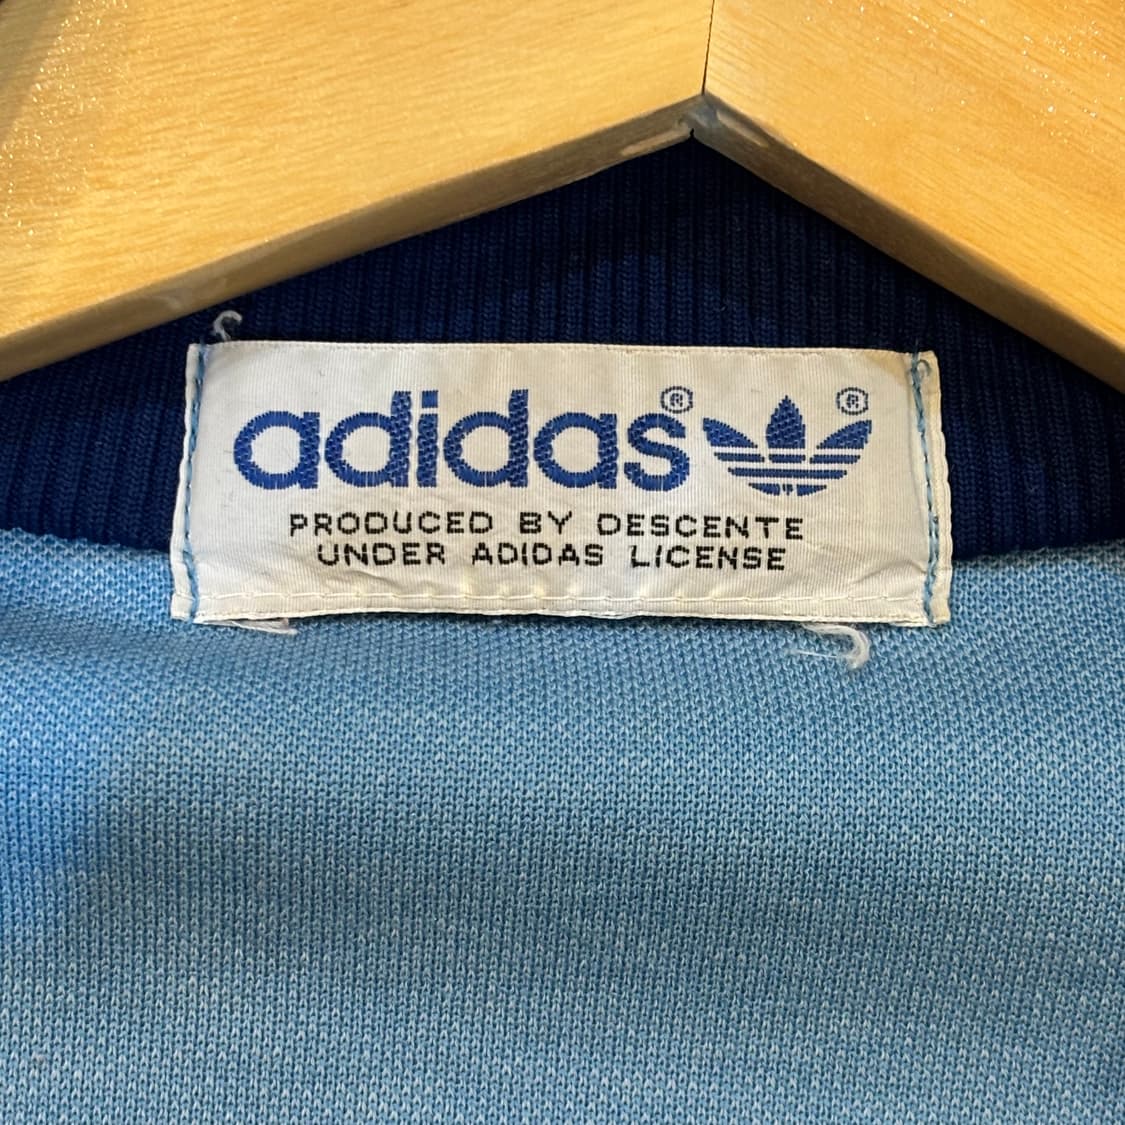 adidas® ®
PRODUCED BY DESCENTE
UNDER ADIDAS LICENSE